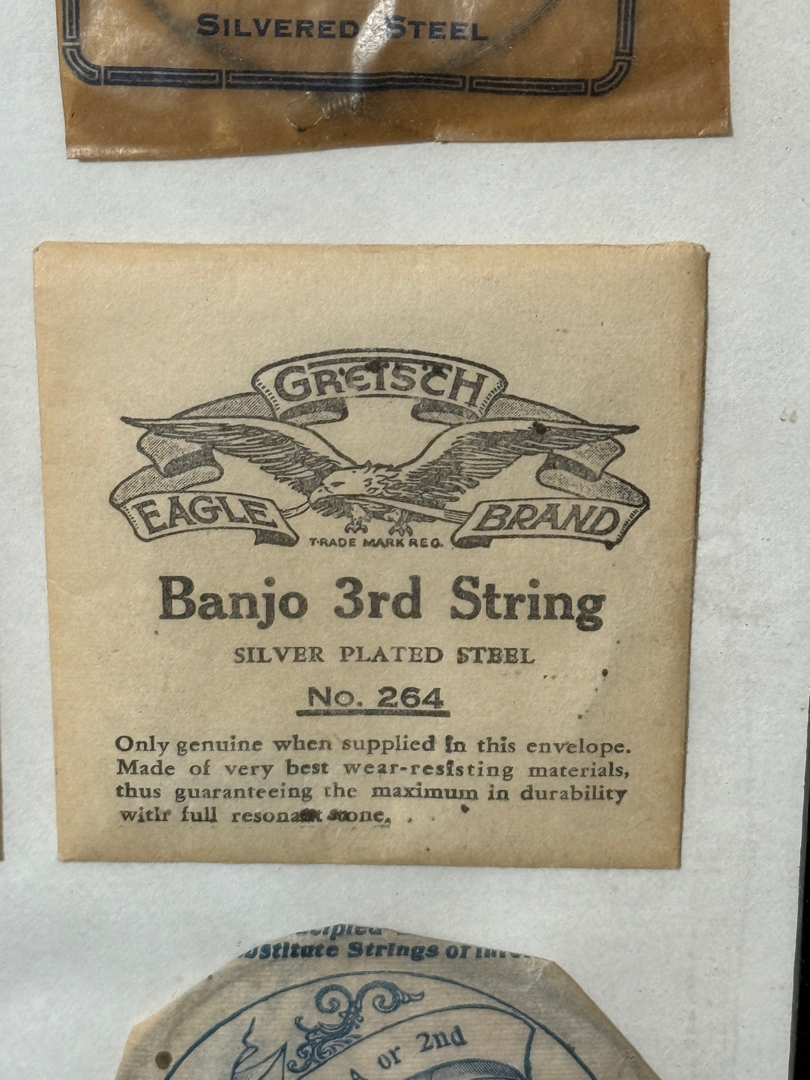 SILVERED STEEL
GRETSCH
EAGLE BRAND
TRADE MARK REG.
Banjo 3rd String
SILVER PLATED STEEL
No. 264
Only genuine when supplied in this envelope.
Made of very best wear-resisting materials,
thus guaranteeing the maximum in durability
with full resonant tone.
Strings of
A or 2nd